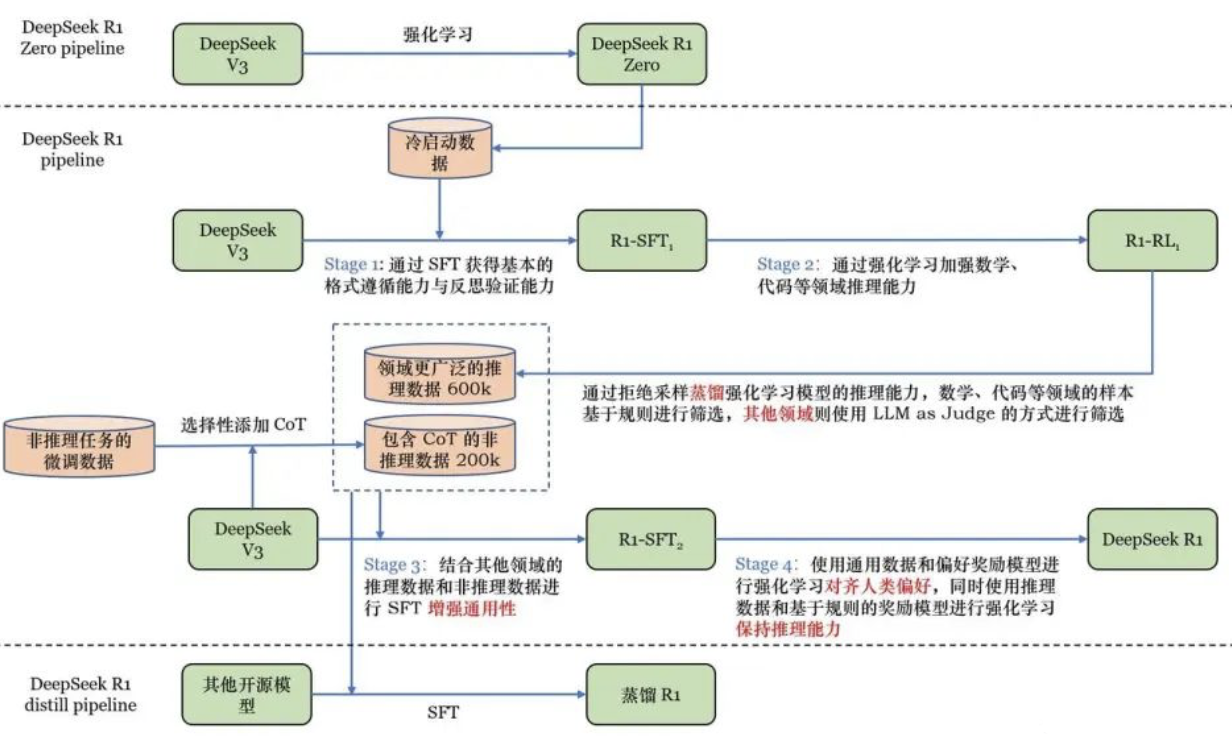 DeepSeek R1
Zero pipeline
DeepSeek
V3
强化学习
DeepSeek R1
Zero
DeepSeek R1
pipeline
冷启动数
据
DeepSeek
V3
R1-SFT₁
R1-RL₁
Stage 1: 通过 SFT 获得基本的
格式遵循能力与反思验证能力
Stage 2: 通过强化学习加强数学、
代码等领域推理能力
领域更广泛的推
理数据 600k
通过拒绝采样蒸馏强化学习模型的推理能力，数学、代码等领域的样本
基于规则进行筛选，其他领域则使用 LLM as Judge 的方式进行筛选
非推理任务的
微调数据
选择性添加 CoT
包含 CoT 的非
推理数据 200k
DeepSeek
V3
R1-SFT₂
DeepSeek R1
Stage 3: 结合其他领域的
推理数据和非推理数据进
行 SFT 增强通用性
Stage 4: 使用通用数据和偏好奖励模型进
行强化学习对齐人类偏好，同时使用推理
数据和基于规则的奖励模型进行强化学习
保持推理能力
DeepSeek R1
distill pipeline
其他开源模
型
SFT
蒸馏 R1